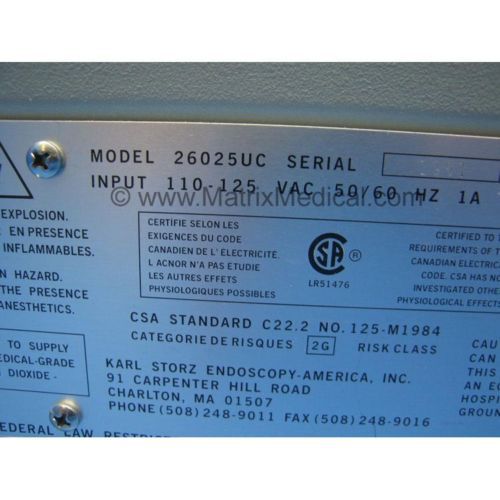 MODEL 26025UC SERIAL
INPUT 110-125 VAC 50/60 HZ 1A
© www.MatrixMedical.com
EXPLOSION.
EN PRESENCE
INFLAMMABLES.
N HAZARD.
THE PRESENCE
ANESTHETICS.
TO SUPPLY
EDICAL-GRADE
DIOXIDE -
CERTIFIE SELON LES
EXIGENCES DU CODE
CANADIEN DE L'ELECTRICITE.
L ACNOR N'A PAS ETUDIE
LES AUTRES EFFETS
PHYSIOLOGIQUES POSSIBLES
SA ®
LR51476
CERTIFIED TO T
REQUIREMENTS OF T
CANADIAN ELECTRIC
CODE. CSA HAS NO
INVESTIGATED OTHE
PHYSIOLOGICAL EFFE
CSA STANDARD C22.2 NO. 125-M1984
CATEGORIE DE RISQUES 2G RISK CLASS
KARL STORZ ENDOSCOPY-AMERICA, INC.
91 CARPENTER HILL ROAD
CHARLTON, MA 01507
PHONE (508) 248-9011 FAX (508) 248-9016
CAU
CAN
THIS
AN E
HOSPI
GROUN
FEDERAL LAW RESTRIC